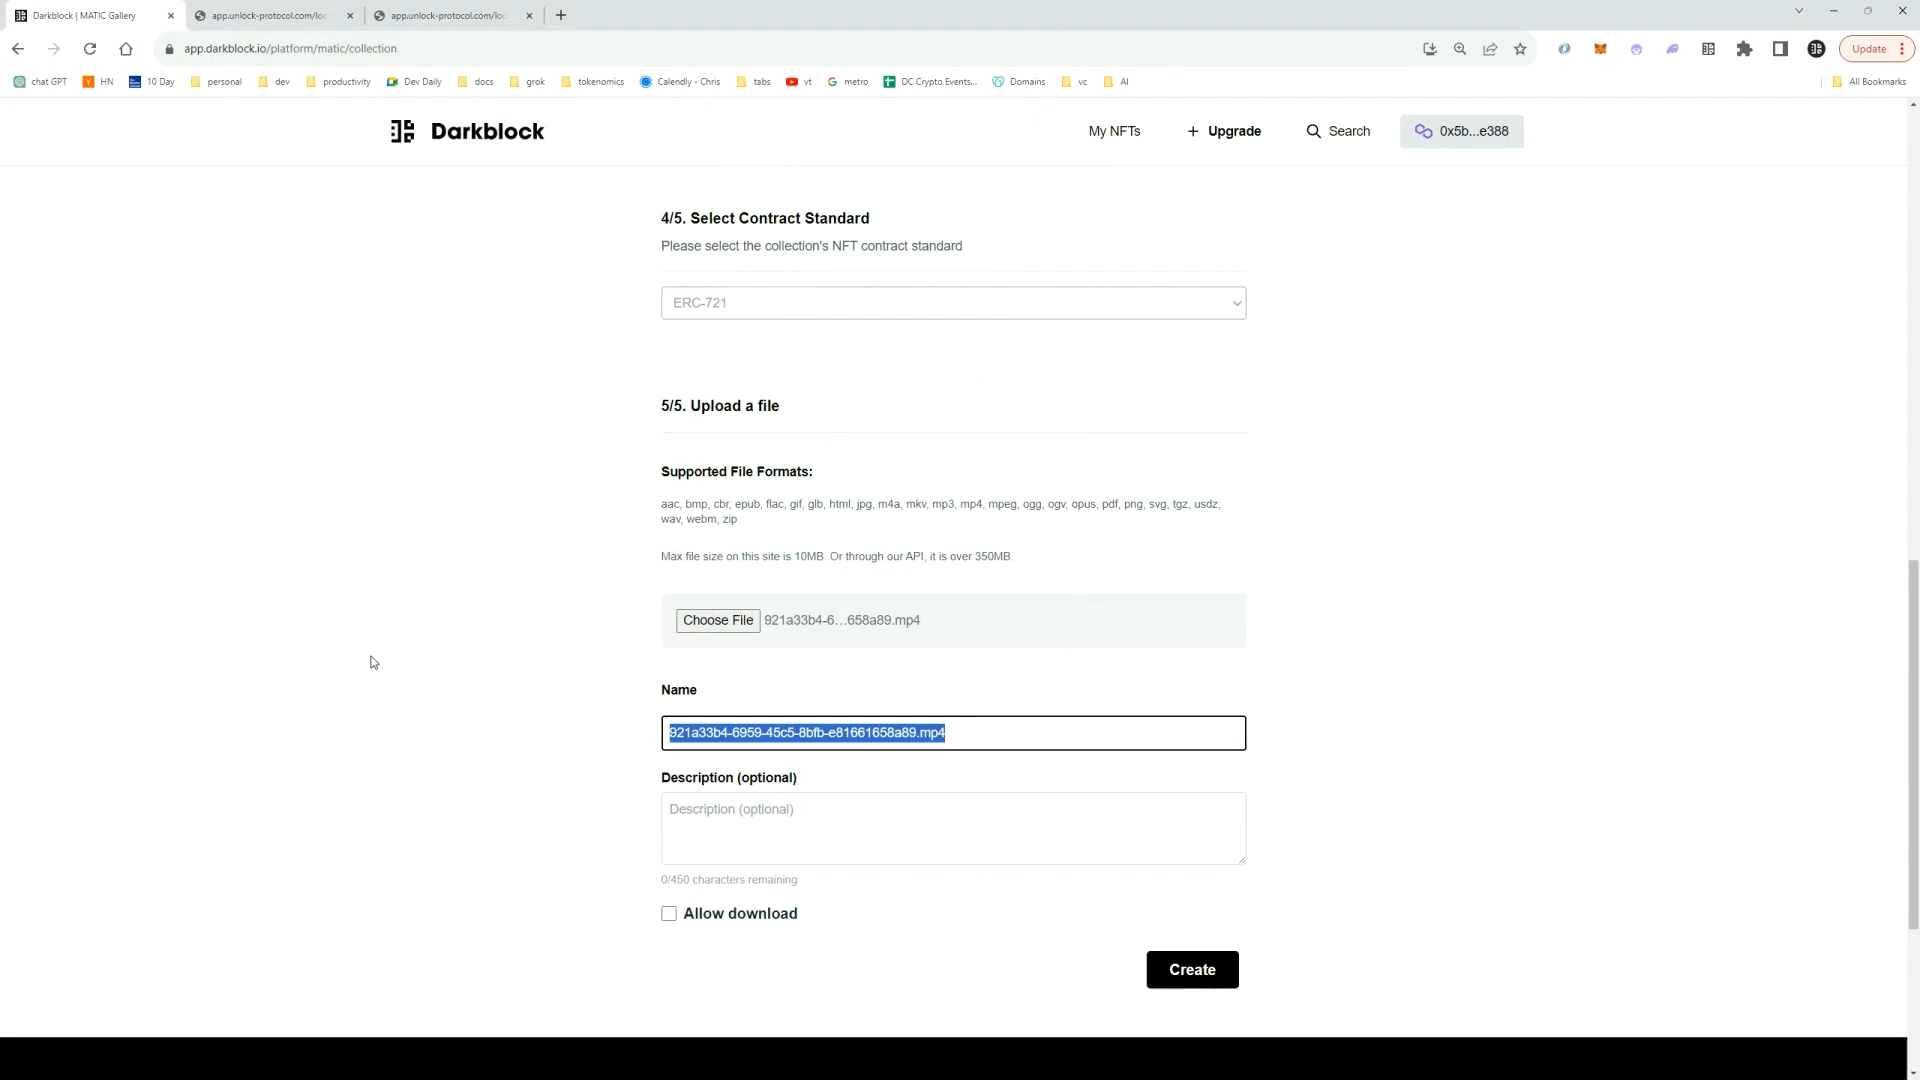 Darkblock | MATIC Gallery
app.unlock-protocol.com/loc
app.unlock-protocol.com/loc
app.darkblock.io/platform/matic/collection
Update
chat GPT
HN
10 Day
personal
dev
productivity
Dev Daily
docs
grok
tokenomics
Calendly - Chris
tabs
vt
metro
DC Crypto Events...
Domains
vc
AI
All Bookmarks
Darkblock
My NFTs
+ Upgrade
Search
0x5b...e388
4/5. Select Contract Standard
Please select the collection's NFT contract standard
ERC-721
5/5. Upload a file
Supported File Formats:
aac, bmp, cbr, epub, flac, gif, glb, html, jpg, m4a, mkv, mp3, mp4, mpeg, ogg, ogv, opus, pdf, png, svg, tgz, usdz,
wav, webm, zip
Max file size on this site is 10MB. Or through our API, it is over 350MB.
Choose File 921a33b4-6…658a89.mp4
Name
921a33b4-6959-45c5-8bfb-e81661658a89.mp4
Description (optional)
Description (optional)
0/450 characters remaining
Allow download
Create